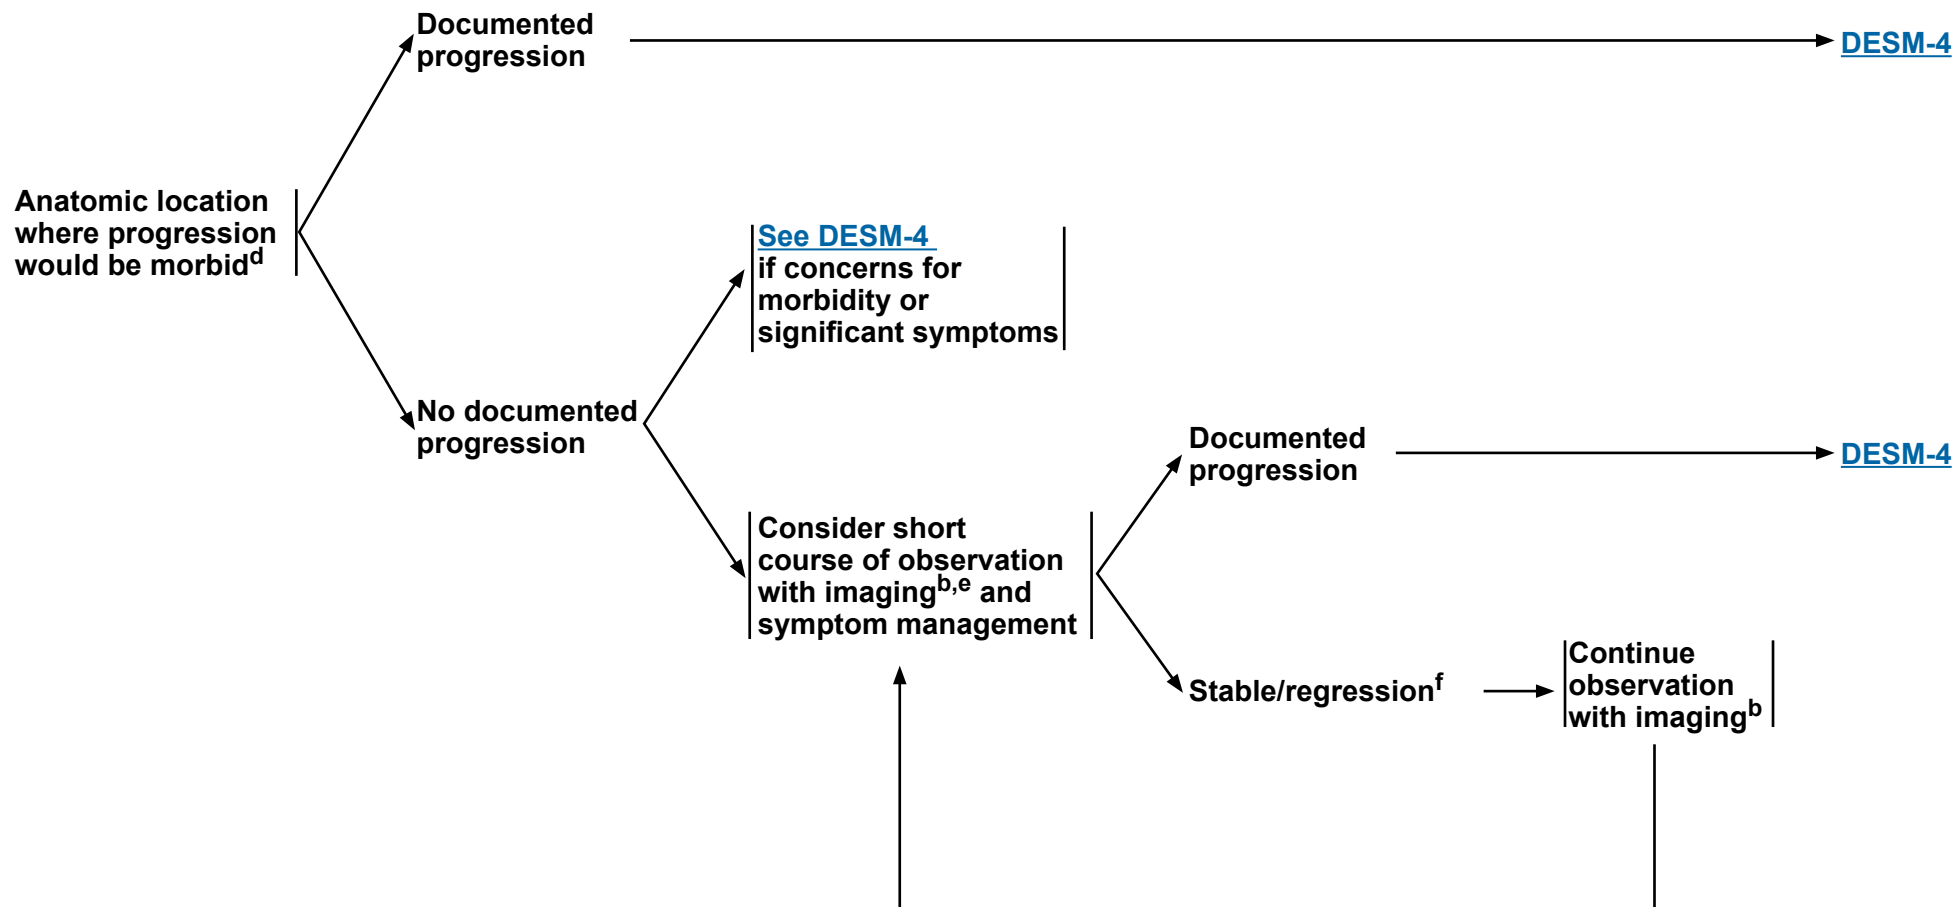 Documented
progression
DESM-4
Anatomic location
where progression
would be morbidd
See DESM-4
if concerns for
morbidity or
significant symptoms
No documented
progression
Documented
progression
DESM-4
Consider short
course of observation
with imagingb,e and
symptom management
Stable/regressionf
Continue
observation
with imagingb